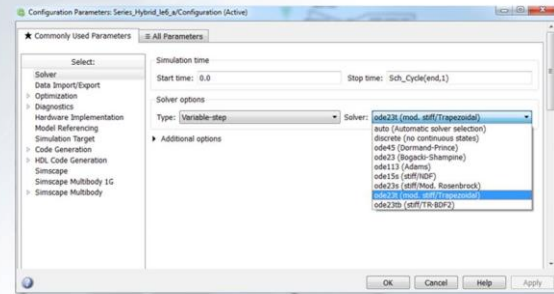 Configuration Parameters: Series_Hybrid_le6_a/Configuration (Active)
★ Commonly Used Parameters
≡ All Parameters
Select:
Solver
Data Import/Export
Optimization
Diagnostics
Hardware Implementation
Model Referencing
Simulation Target
Code Generation
HDL Code Generation
Simscape
Simscape Multibody 1G
Simscape Multibody
Simulation time
Start time: 0.0
Stop time: Sch_Cycle(end,1)
Solver options
Type: Variable-step
Solver: ode23t (mod. stiff/Trapezoidal)
auto (Automatic solver selection)
discrete (no continuous states)
ode45 (Dormand-Prince)
ode23 (Bogacki-Shampine)
ode113 (Adams)
ode15s (stiff/NDF)
ode23s (stiff/Mod. Rosenbrock)
ode23t (mod. stiff/Trapezoidal)
ode23tb (stiff/TR-BDF2)
Additional options
OK
Cancel
Help
Apply